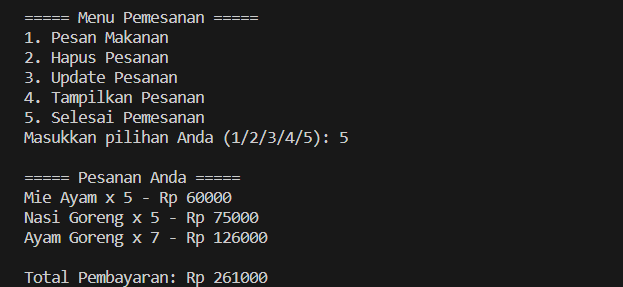 ===== Menu Pemesanan =====
1. Pesan Makanan
2. Hapus Pesanan
3. Update Pesanan
4. Tampilkan Pesanan
5. Selesai Pemesanan
Masukkan pilihan Anda (1/2/3/4/5): 5
===== Pesanan Anda =====
Mie Ayam x 5 - Rp 60000
Nasi Goreng x 5 - Rp 75000
Ayam Goreng x 7 - Rp 126000
Total Pembayaran: Rp 261000